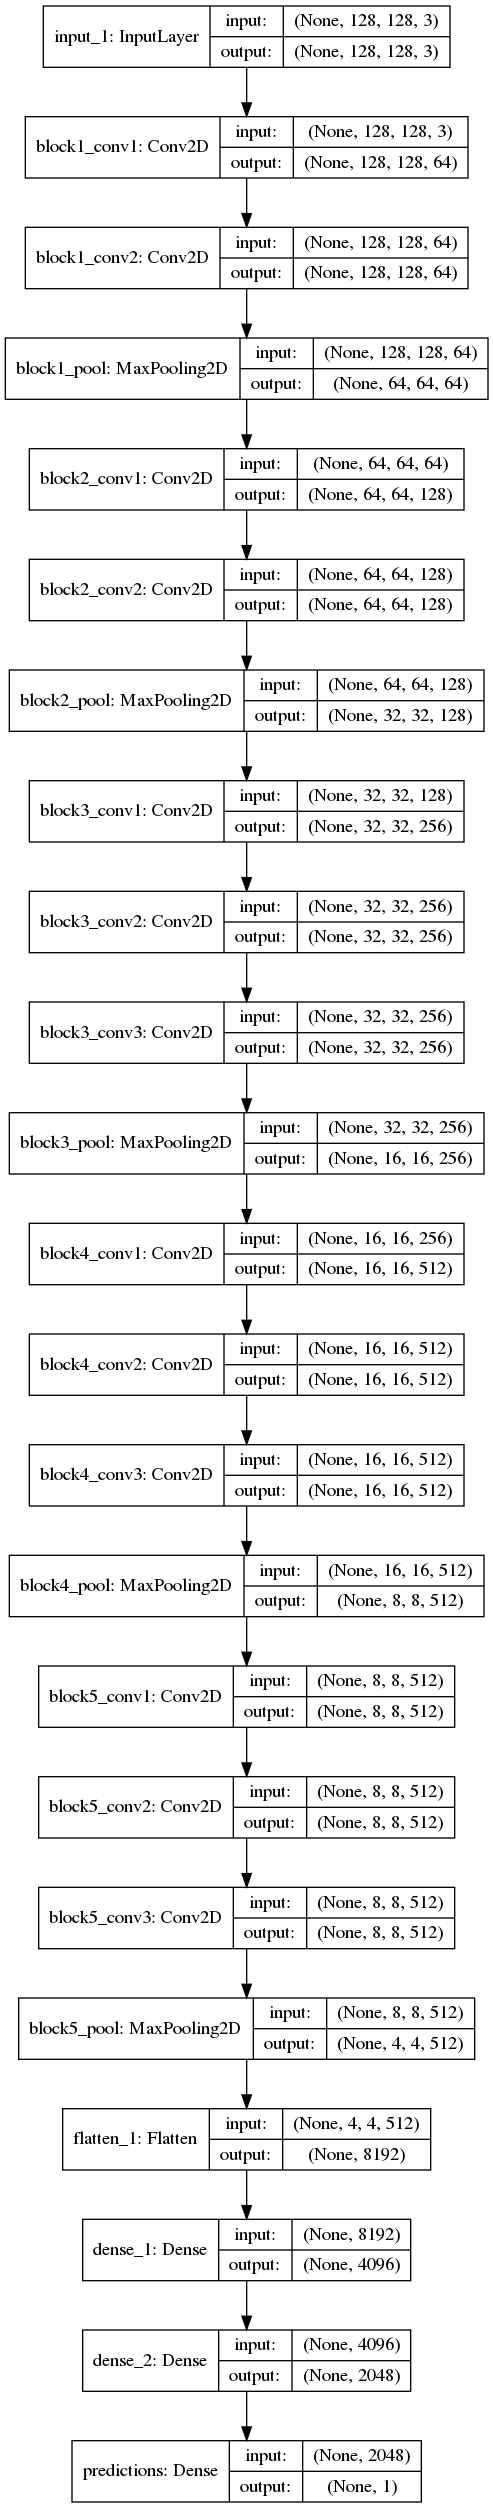 input_1: InputLayer
input: (None, 128, 128, 3)
output: (None, 128, 128, 3)
block1_conv1: Conv2D
input: (None, 128, 128, 3)
output: (None, 128, 128, 64)
block1_conv2: Conv2D
input: (None, 128, 128, 64)
output: (None, 128, 128, 64)
block1_pool: MaxPooling2D
input: (None, 128, 128, 64)
output: (None, 64, 64, 64)
block2_conv1: Conv2D
input: (None, 64, 64, 64)
output: (None, 64, 64, 128)
block2_conv2: Conv2D
input: (None, 64, 64, 128)
output: (None, 64, 64, 128)
block2_pool: MaxPooling2D
input: (None, 64, 64, 128)
output: (None, 32, 32, 128)
block3_conv1: Conv2D
input: (None, 32, 32, 128)
output: (None, 32, 32, 256)
block3_conv2: Conv2D
input: (None, 32, 32, 256)
output: (None, 32, 32, 256)
block3_conv3: Conv2D
input: (None, 32, 32, 256)
output: (None, 32, 32, 256)
block3_pool: MaxPooling2D
input: (None, 32, 32, 256)
output: (None, 16, 16, 256)
block4_conv1: Conv2D
input: (None, 16, 16, 256)
output: (None, 16, 16, 512)
block4_conv2: Conv2D
input: (None, 16, 16, 512)
output: (None, 16, 16, 512)
block4_conv3: Conv2D
input: (None, 16, 16, 512)
output: (None, 16, 16, 512)
block4_pool: MaxPooling2D
input: (None, 16, 16, 512)
output: (None, 8, 8, 512)
block5_conv1: Conv2D
input: (None, 8, 8, 512)
output: (None, 8, 8, 512)
block5_conv2: Conv2D
input: (None, 8, 8, 512)
output: (None, 8, 8, 512)
block5_conv3: Conv2D
input: (None, 8, 8, 512)
output: (None, 8, 8, 512)
block5_pool: MaxPooling2D
input: (None, 8, 8, 512)
output: (None, 4, 4, 512)
flatten_1: Flatten
input: (None, 4, 4, 512)
output: (None, 8192)
dense_1: Dense
input: (None, 8192)
output: (None, 4096)
dense_2: Dense
input: (None, 4096)
output: (None, 2048)
predictions: Dense
input: (None, 2048)
output: (None, 1)